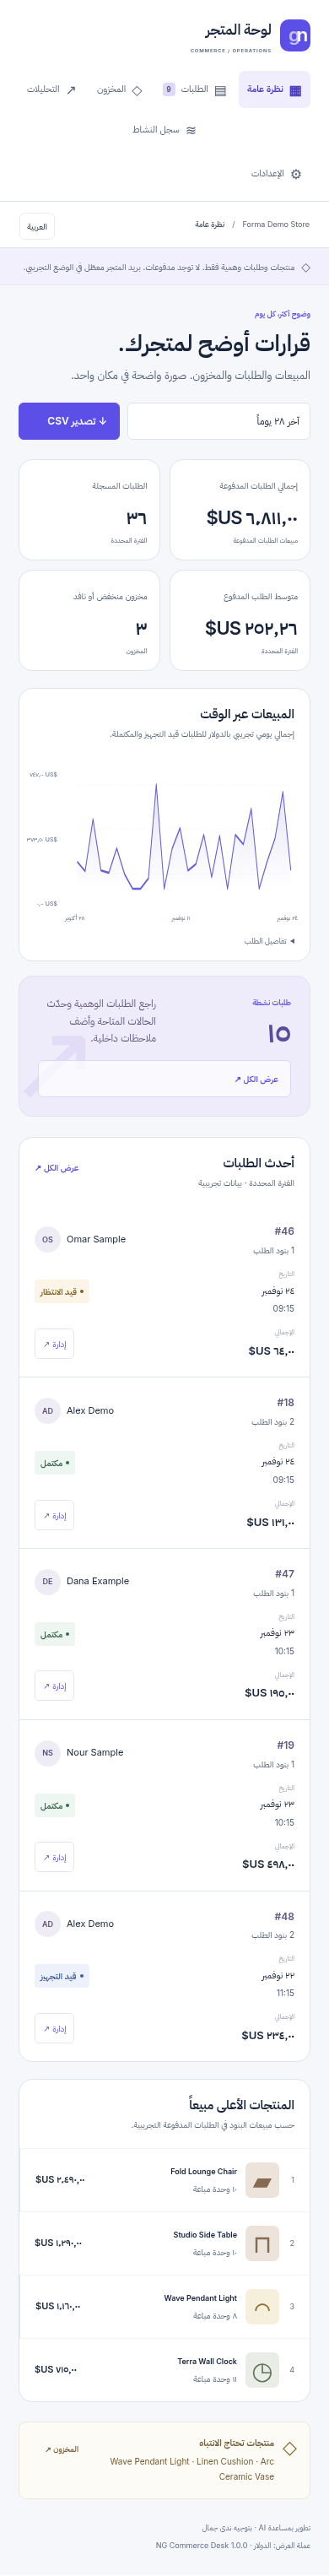 لوحة المتجر
COMMERCE / OPERATIONS
gn
نظرة عامة
الطلبات 9
المخزون
التحليلات
سجل النشاط
الإعدادات
Forma Demo Store / نظرة عامة
العربية
منتجات وطلبات وهمية فقط. لا توجد مدفوعات. بريد المتجر معطّل في الوضع التجريبي.
وضوح أكثر، كل يوم
قرارات أوضح لمتجرك.
المبيعات والطلبات والمخزون. صورة واضحة في مكان واحد.
آخر ٢٨ يوماً
↓ تصدير CSV
إجمالي الطلبات المدفوعة
٦٬٨١١٫٠٠ US$
مبيعات الطلبات المدفوعة
الطلبات المسجلة
٣٦
الفترة المحددة
متوسط الطلب المدفوع
٢٥٢٫٢٦ US$
الفترة المحددة
مخزون منخفض أو نافد
٣
المخزون
المبيعات عبر الوقت
إجمالي يومي تجريبي بالدولار للطلبات قيد التجهيز والمكتملة.
٧٤٧٫٠٠ US$
٣٧٣٫٥٠ US$
٠٫٠٠ US$
٢٨ أكتوبر
١١ نوفمبر
٢٤ نوفمبر
◀ تفاصيل الطلب
طلبات نشطة
١٥
راجع الطلبات الوهمية وحدّث
الحالات المتاحة وأضف
ملاحظات داخلية.
عرض الكل ↗
أحدث الطلبات
الفترة المحددة · بيانات تجريبية
عرض الكل ↗
#46
1 بنود الطلب
OS Omar Sample
التاريخ
٢٤ نوفمبر
09:15
• قيد الانتظار
الإجمالي
٦٤٫٠٠ US$
إدارة ↗
#18
2 بنود الطلب
AD Alex Demo
التاريخ
٢٤ نوفمبر
09:15
• مكتمل
الإجمالي
١٣١٫٠٠ US$
إدارة ↗
#47
1 بنود الطلب
DE Dana Example
التاريخ
٢٣ نوفمبر
10:15
• مكتمل
الإجمالي
١٩٥٫٠٠ US$
إدارة ↗
#19
1 بنود الطلب
NS Nour Sample
التاريخ
٢٣ نوفمبر
10:15
• مكتمل
الإجمالي
٤٩٨٫٠٠ US$
إدارة ↗
#48
2 بنود الطلب
AD Alex Demo
التاريخ
٢٢ نوفمبر
11:15
• قيد التجهيز
الإجمالي
٢٣٤٫٠٠ US$
إدارة ↗
المنتجات الأعلى مبيعاً
حسب مبيعات البنود في الطلبات المدفوعة التجريبية.
1
Fold Lounge Chair
١٠ وحدة مباعة
٢٬٤٩٠٫٠٠ US$
2
Studio Side Table
١٠ وحدة مباعة
١٬٢٩٠٫٠٠ US$
3
Wave Pendant Light
٨ وحدة مباعة
١٬١٦٠٫٠٠ US$
4
Terra Wall Clock
١١ وحدة مباعة
٧١٥٫٠٠ US$
منتجات تحتاج الانتباه
Wave Pendant Light · Linen Cushion · Arc
Ceramic Vase
المخزون ↗
تطوير بمساعدة AI · بتوجيه ندى جمال
عملة العرض: الدولار · NG Commerce Desk 1.0.0